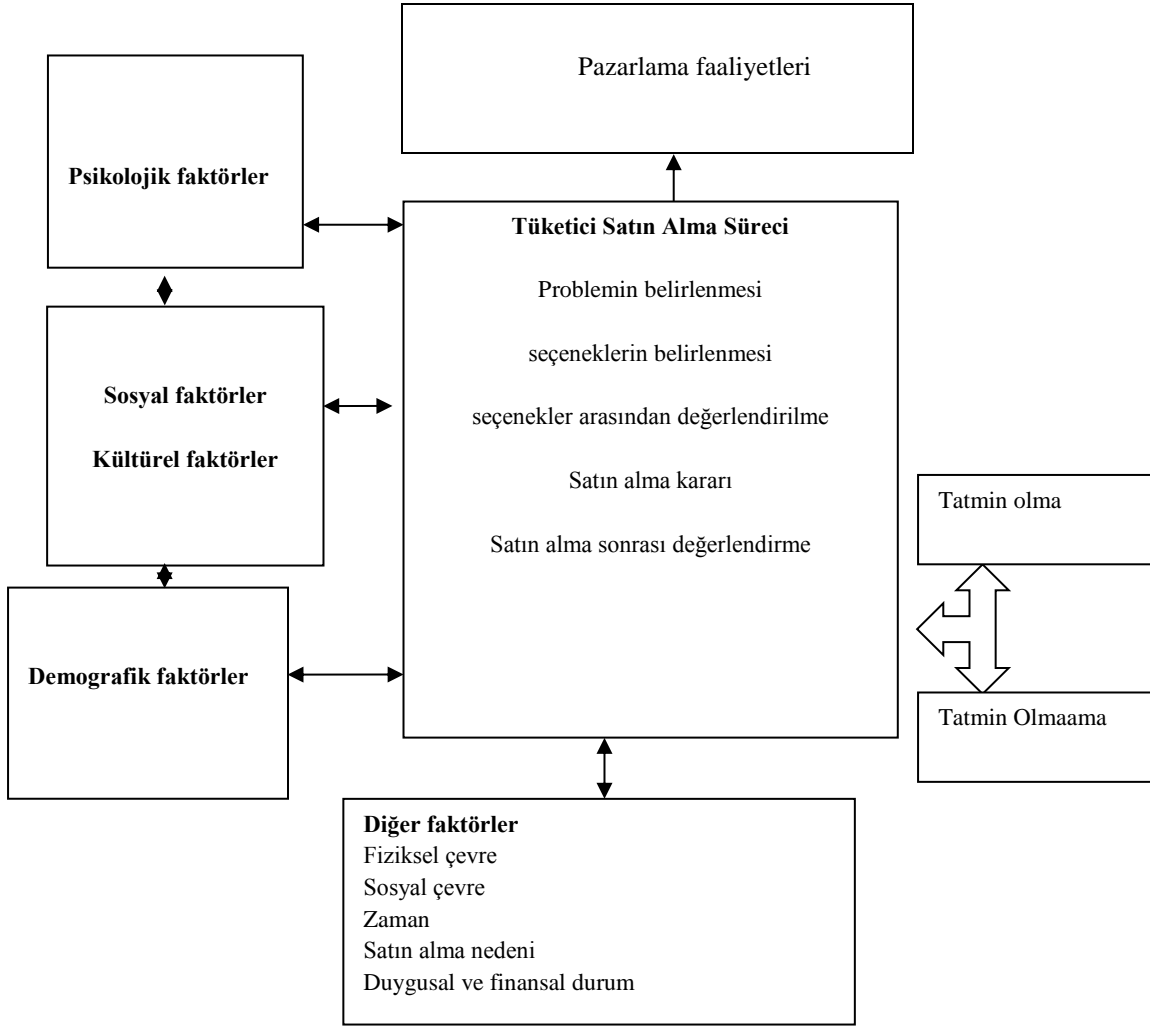 Pazarlama faaliyetleri
Psikolojik faktörler
Tüketici Satın Alma Süreci
Problemin belirlenmesi
seçeneklerin belirlenmesi
seçenekler arasından değerlendirilme
Satın alma kararı
Satın alma sonrası değerlendirme
Sosyal faktörler
Kültürel faktörler
Tatmin olma
Demografik faktörler
Tatmin Olmaama
Diğer faktörler
Fiziksel çevre
Sosyal çevre
Zaman
Satın alma nedeni
Duygusal ve finansal durum